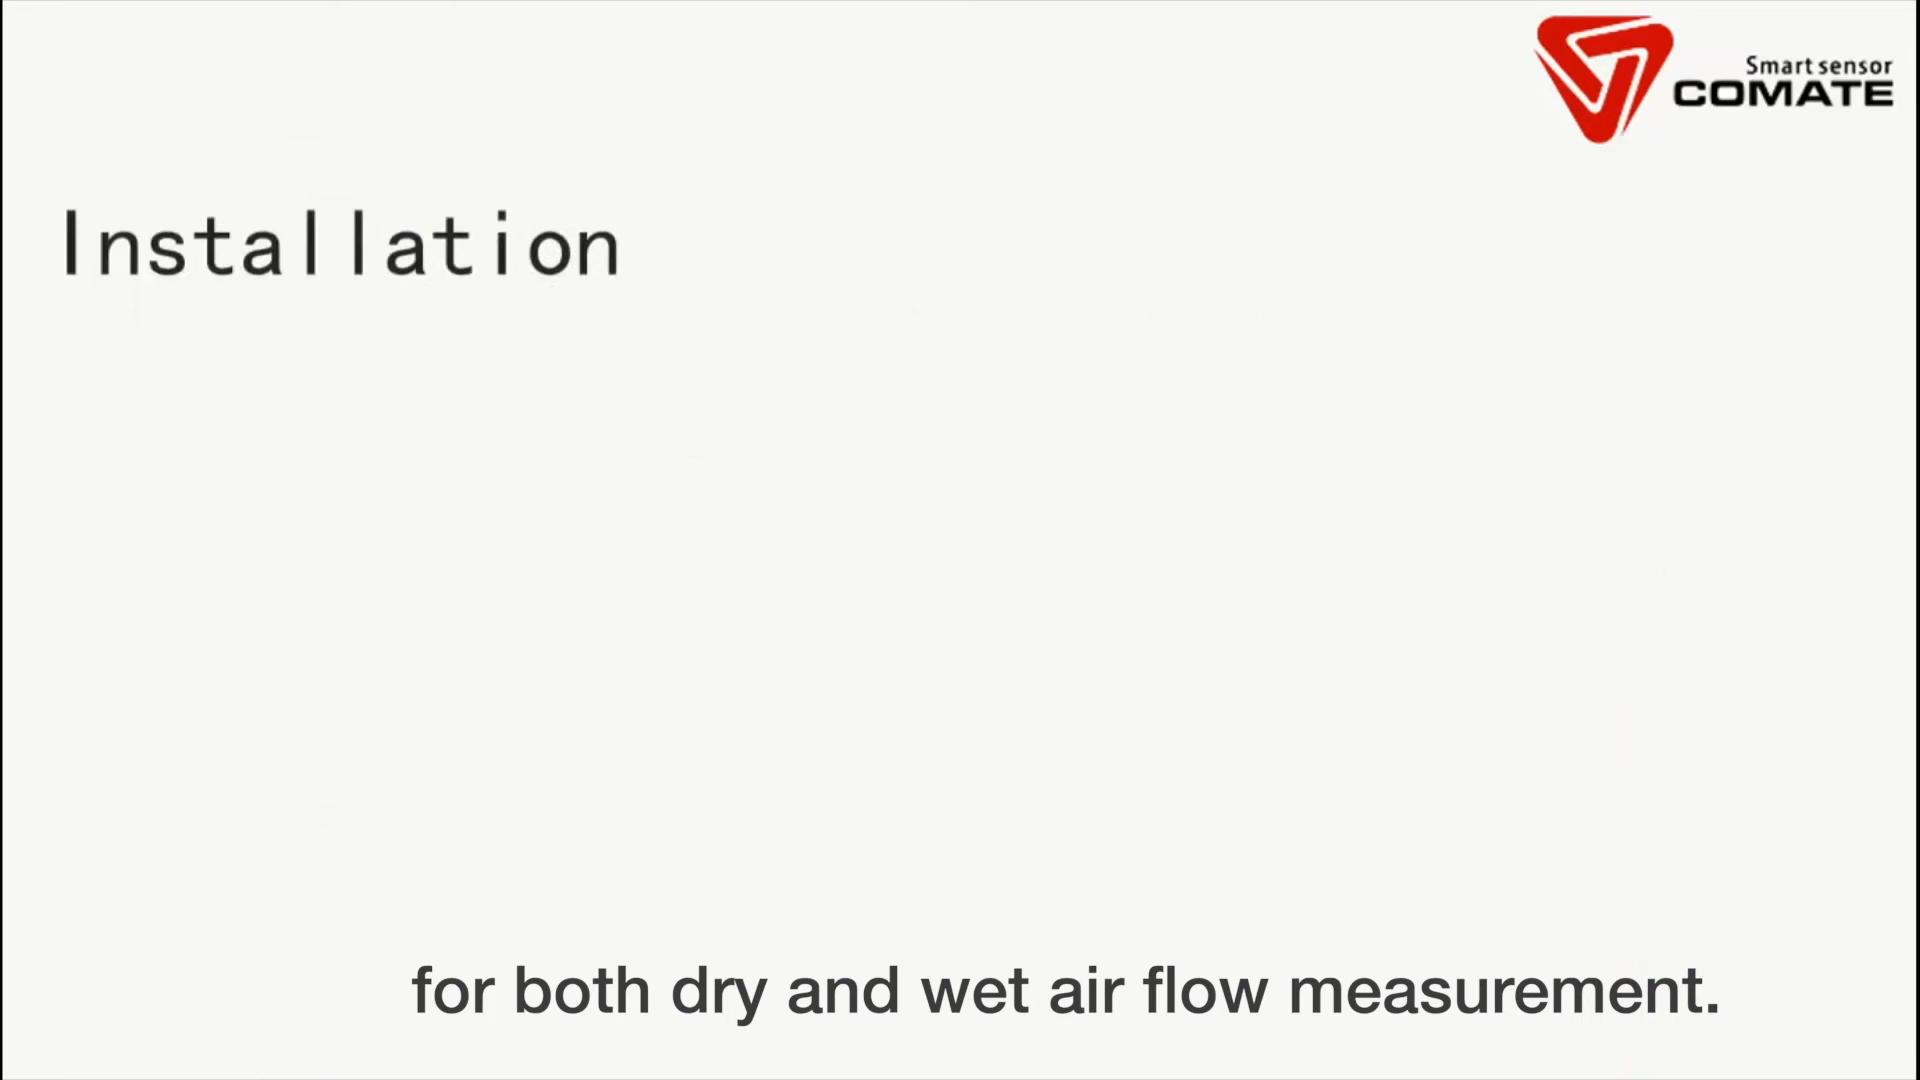 Smart sensor
COMATE
Installation
for both dry and wet air flow measurement.